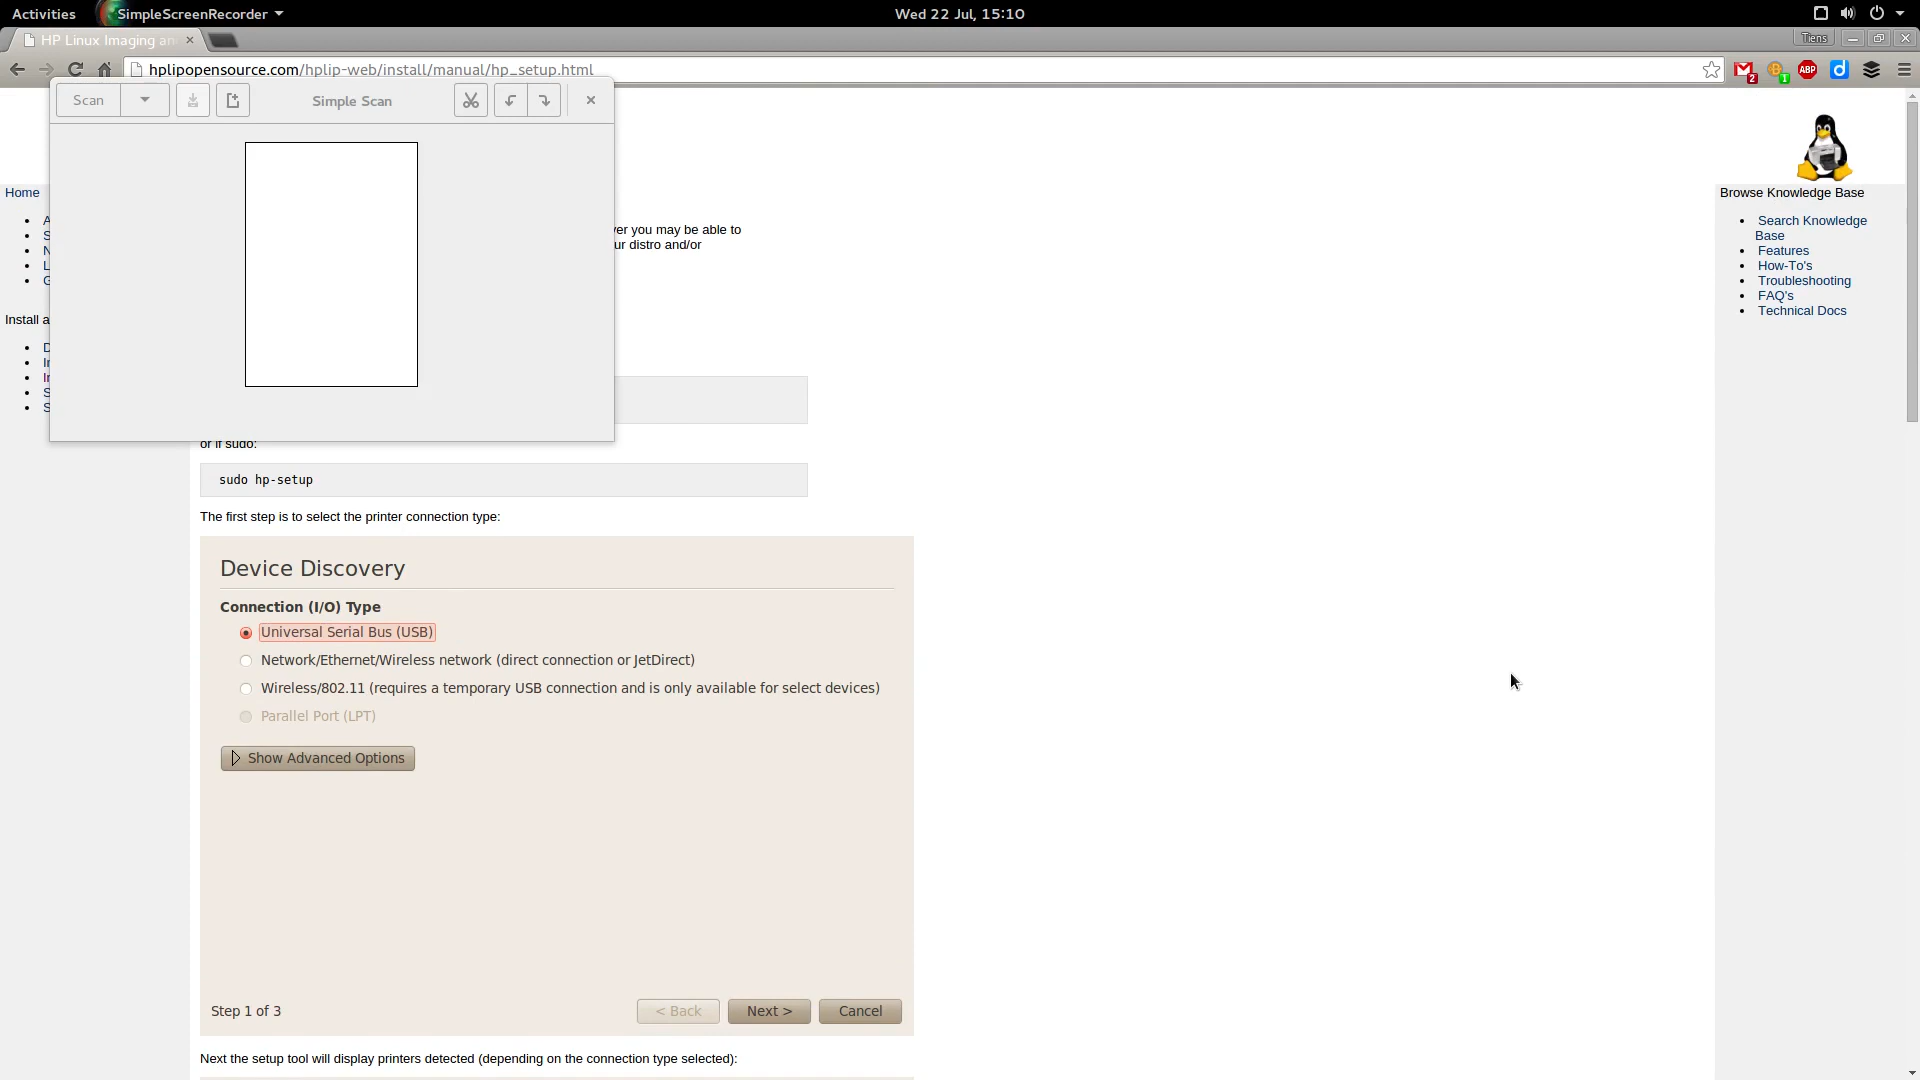 Activities
SimpleScreenRecorder
Wed 22 Jul, 15:10
HP Linux Imaging an
Tiens
hplipopensource.com/hplip-web/install/manual/hp_setup.html
2
1
ABP
d
Scan
Simple Scan
Home
A
S
N
L
G
Install a
D
In
In
S
S
ver you may be able to
ur distro and/or
or if sudo:
sudo hp-setup
The first step is to select the printer connection type:
Device Discovery
Connection (I/O) Type
Universal Serial Bus (USB)
Network/Ethernet/Wireless network (direct connection or JetDirect)
Wireless/802.11 (requires a temporary USB connection and is only available for select devices)
Parallel Port (LPT)
Show Advanced Options
Step 1 of 3
< Back
Next >
Cancel
Next the setup tool will display printers detected (depending on the connection type selected):
Browse Knowledge Base
Search Knowledge
Base
Features
How-To's
Troubleshooting
FAQ's
Technical Docs